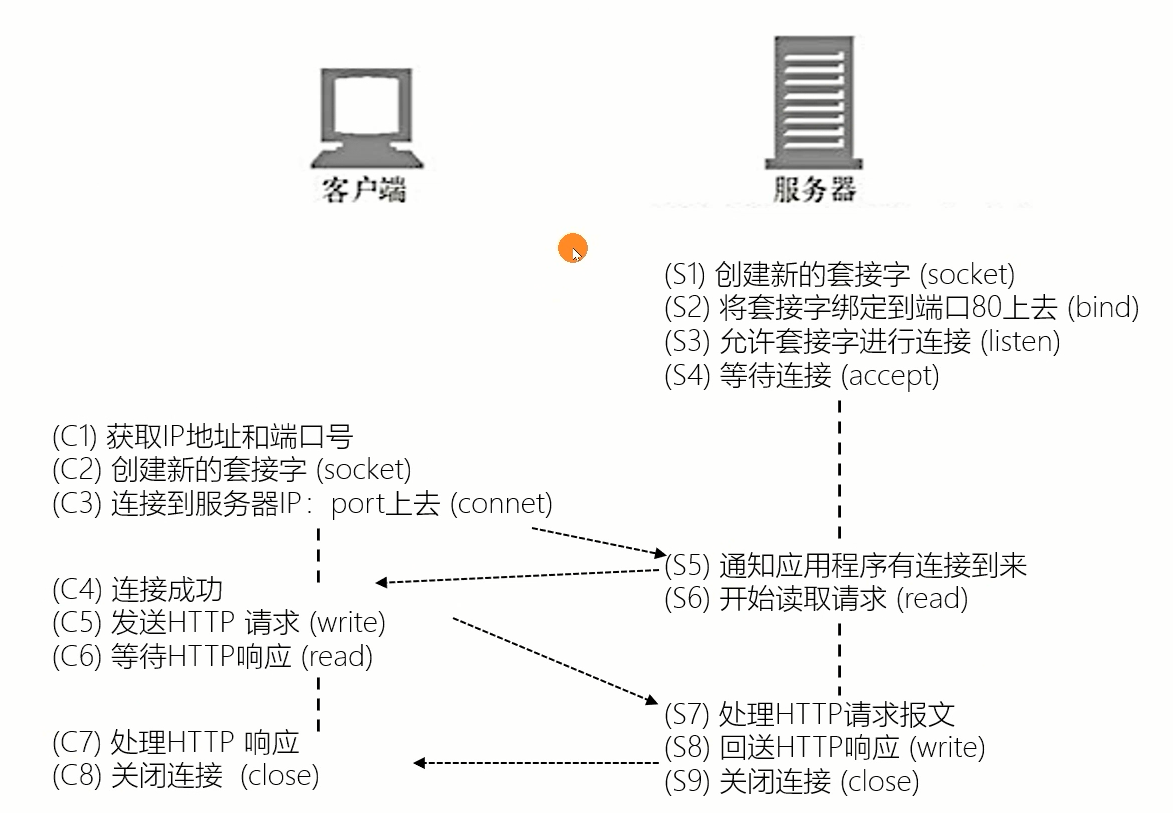 客户端
服务器
(S1) 创建新的套接字 (socket)
(S2) 将套接字绑定到端口80上去 (bind)
(S3) 允许套接字进行连接 (listen)
(S4) 等待连接 (accept)
(C1) 获取IP地址和端口号
(C2) 创建新的套接字 (socket)
(C3) 连接到服务器IP：port上去 (connet)
(S5) 通知应用程序有连接到来
(S6) 开始读取请求 (read)
(C4) 连接成功
(C5) 发送HTTP 请求 (write)
(C6) 等待HTTP响应 (read)
(S7) 处理HTTP请求报文
(S8) 回送HTTP响应 (write)
(S9) 关闭连接 (close)
(C7) 处理HTTP 响应
(C8) 关闭连接 (close)